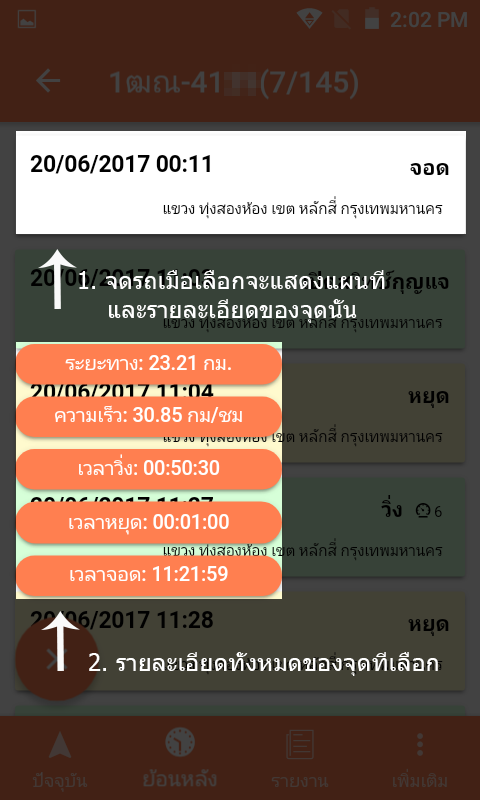 2:02 PM
1ฒณ-41 (7/145)
20/06/2017 00:11 จอด
แขวง ทุ่งสองห้อง เขต หลักสี่ กรุงเทพมหานคร
1. จุดรถเมื่อเลือกจะแสดงแผนที่
และรายละเอียดของจุดนั้น
แขวง ทุ่งสองห้อง เขต หลักสี่ กรุงเทพมหานคร
ระยะทาง: 23.21 กม.
20/06/2017 11:04 หยุด
ความเร็ว: 30.85 กม/ชม
แขวง ทุ่งสองห้อง เขต หลักสี่ กรุงเทพมหานคร
เวลาวิ่ง: 00:50:30
20/06/2017 11:27 วิ่ง 6
เวลาหยุด: 00:01:00
แขวง ทุ่งสองห้อง เขต หลักสี่ กรุงเทพมหานคร
เวลาจอด: 11:21:59
20/06/2017 11:28 หยุด
2. รายละเอียดทั้งหมดของจุดที่เลือก
ปัจจุบัน ย้อนหลัง รายงาน เพิ่มเติม